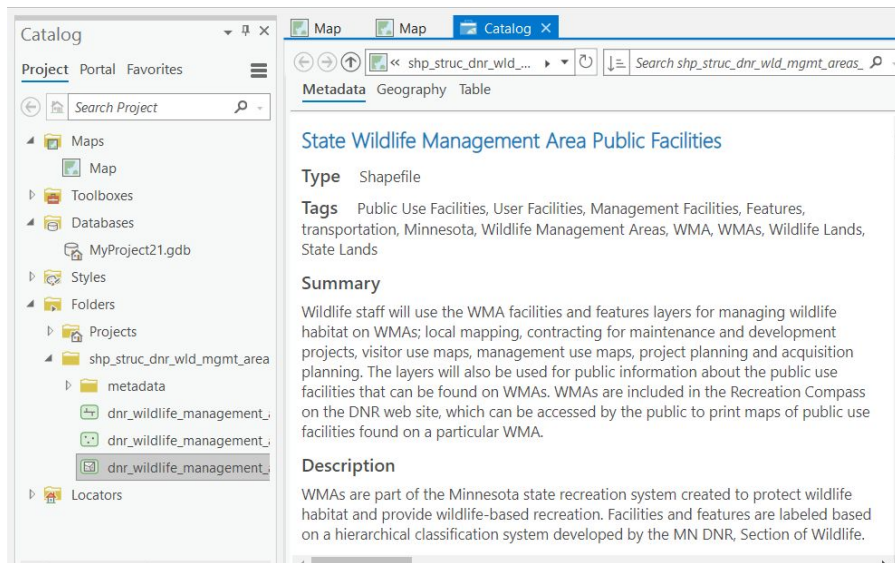 Catalog
Project Portal Favorites
Search Project
Maps
Map
Toolboxes
Databases
MyProject21.gdb
Styles
Folders
Projects
shp_struc_dnr_wld_mgmt_area
metadata
dnr_wildlife_management_a
dnr_wildlife_management_a
dnr_wildlife_management_a
Locators
Map Map Catalog
« shp_struc_dnr_wld_... Search shp_struc_dnr_wld_mgmt_areas_
Metadata Geography Table
State Wildlife Management Area Public Facilities
Type Shapefile
Tags Public Use Facilities, User Facilities, Management Facilities, Features,
transportation, Minnesota, Wildlife Management Areas, WMA, WMAs, Wildlife Lands,
State Lands
Summary
Wildlife staff will use the WMA facilities and features layers for managing wildlife
habitat on WMAs; local mapping, contracting for maintenance and development
projects, visitor use maps, management use maps, project planning and acquisition
planning. The layers will also be used for public information about the public use
facilities that can be found on WMAs. WMAs are included in the Recreation Compass
on the DNR web site, which can be accessed by the public to print maps of public use
facilities found on a particular WMA.
Description
WMAs are part of the Minnesota state recreation system created to protect wildlife
habitat and provide wildlife-based recreation. Facilities and features are labeled based
on a hierarchical classification system developed by the MN DNR, Section of Wildlife.